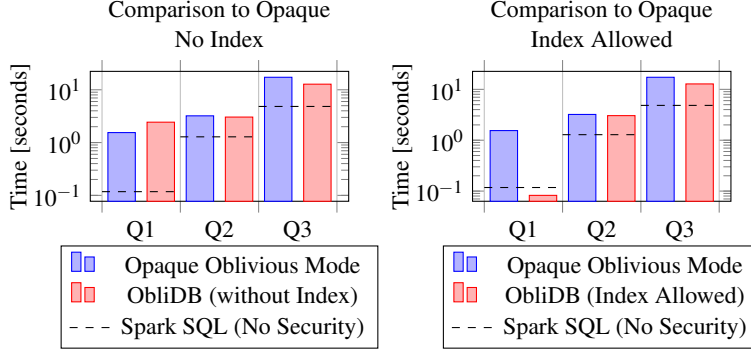 Comparison to Opaque
No Index
Time [seconds]
10^1
10^0
10^−1
Q1 Q2 Q3
Opaque Oblivious Mode
ObliDB (without Index)
Spark SQL (No Security)
Comparison to Opaque
Index Allowed
Time [seconds]
10^1
10^0
10^−1
Q1 Q2 Q3
Opaque Oblivious Mode
ObliDB (Index Allowed)
Spark SQL (No Security)